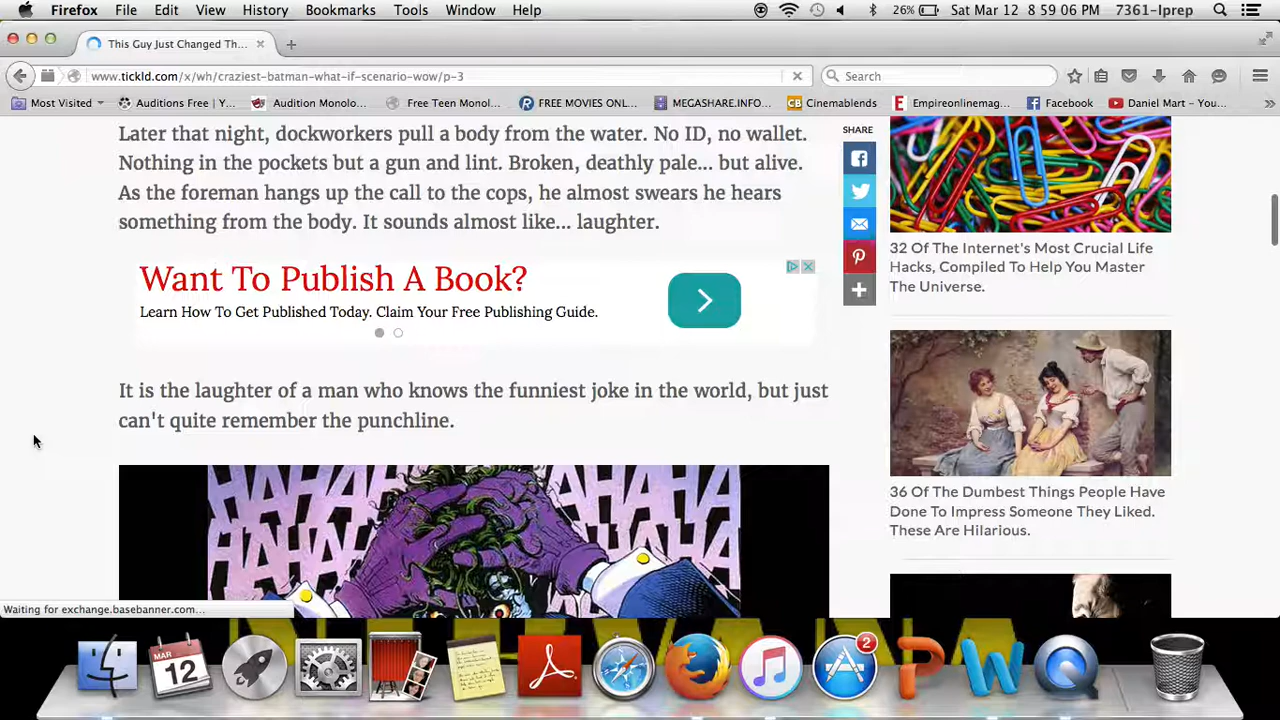 Firefox File Edit View History Bookmarks Tools Window Help 26% Sat Mar 12 8 59 06 PM 7361-lprep
This Guy Just Changed Th...
www.tickld.com/x/wh/craziest-batman-what-if-scenario-wow/p-3 Search
Most Visited Auditions Free | Y... Audition Monolo... Free Teen Monol... FREE MOVIES ONL... MEGASHARE.INFO... CB Cinemablends E Empireonlinemag... Facebook Daniel Mart - You... »
Later that night, dockworkers pull a body from the water. No ID, no wallet.
Nothing in the pockets but a gun and lint. Broken, deathly pale... but alive.
As the foreman hangs up the call to the cops, he almost swears he hears
something from the body. It sounds almost like... laughter.
SHARE
Want To Publish A Book?
Learn How To Get Published Today. Claim Your Free Publishing Guide.
It is the laughter of a man who knows the funniest joke in the world, but just
can't quite remember the punchline.
32 Of The Internet's Most Crucial Life
Hacks, Compiled To Help You Master
The Universe.
36 Of The Dumbest Things People Have
Done To Impress Someone They Liked.
These Are Hilarious.
Waiting for exchange.basebanner.com...
MAR
12
2